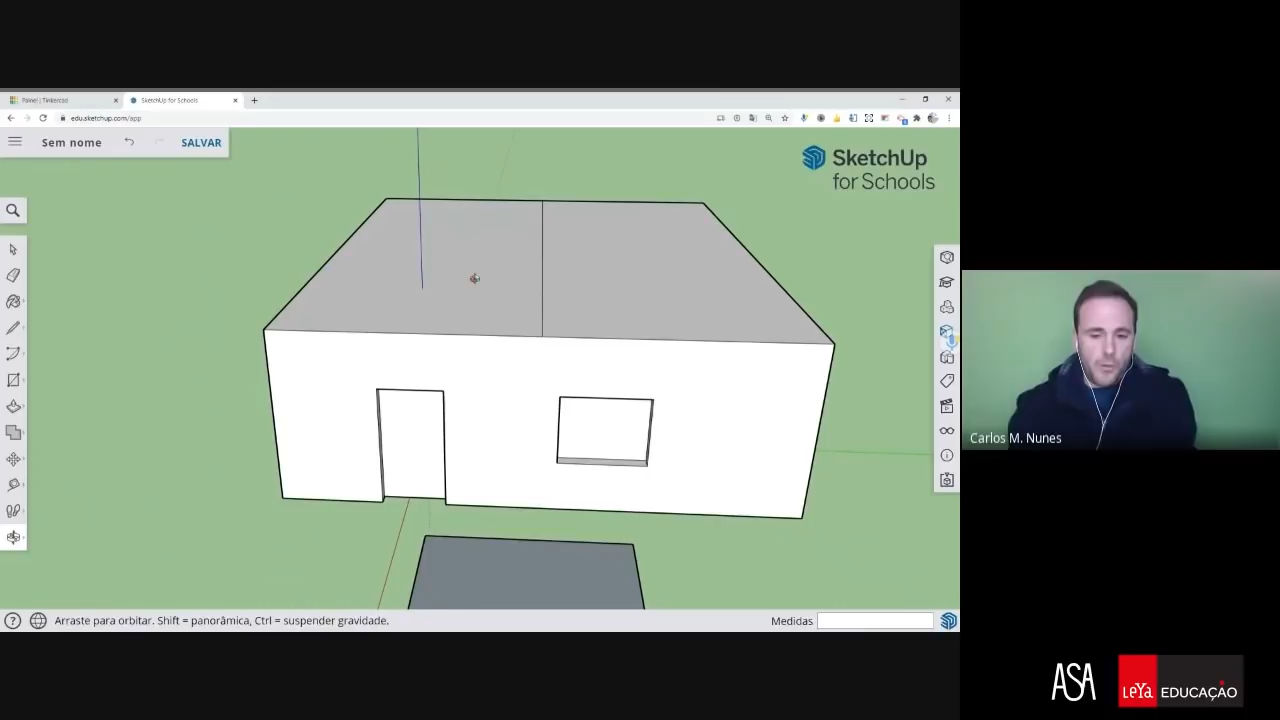 Painel | Tinkercad
SketchUp for Schools
edu.sketchup.com/app
Sem nome
SALVAR
SketchUp
for Schools
Carlos M. Nunes
Arraste para orbitar. Shift = panorâmica, Ctrl = suspender gravidade.
Medidas
ASA
LEYA EDUCAÇÃO